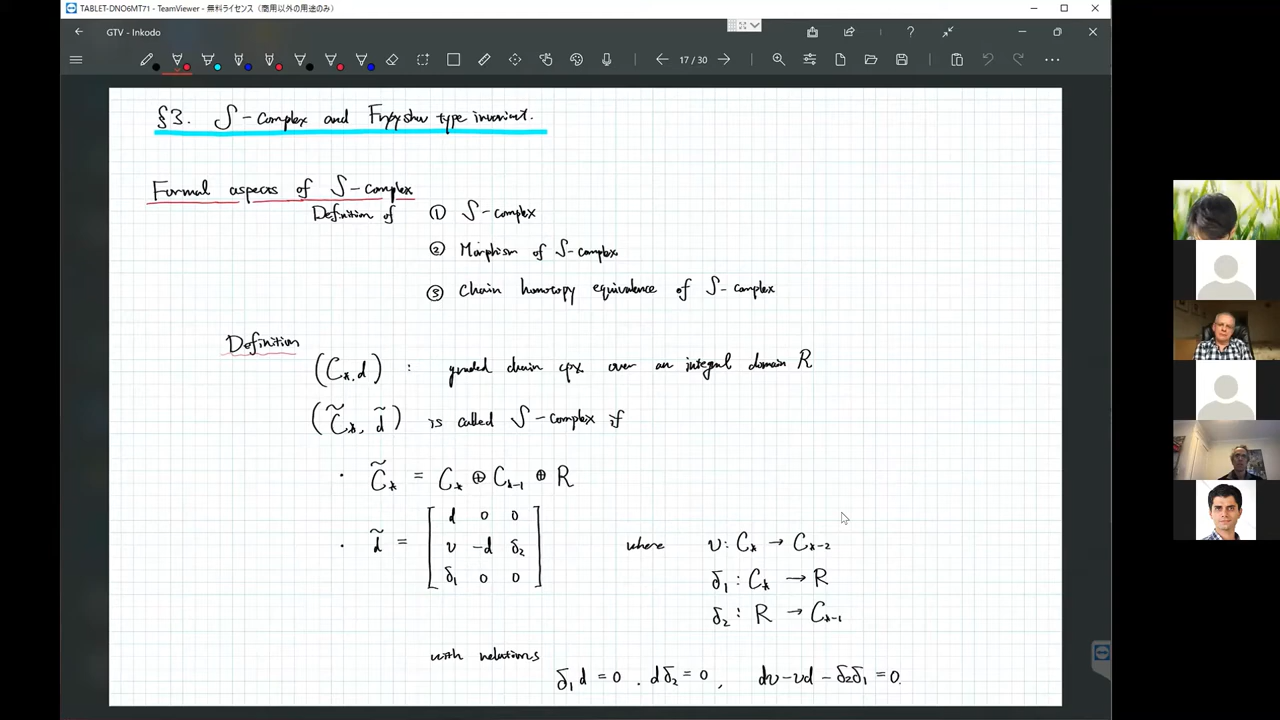 TABLET-DNO6MT71 - TeamViewer - 無料ライセンス (商用以外の用途のみ)
GTV - Inkodo
17 / 30
§3. S-complex and Frøyshov type invariant.
Formal aspects of S-complex
Definition of ① S-complex
② Morphism of S-complex
③ Chain homotopy equivalence of S-complex
Definition
(C*, d) : graded chain cpx over an integral domain R
(C̃*, d̃) is called S-complex if
· C̃* = C* ⊕ C*-1 ⊕ R
· d̃ = [ d 0 0
v -d δ2
δ1 0 0 ]
where v: C* → C*-2
δ1 : C* → R
δ2 : R → C*-1
with relations
δ1 d = 0 . dδ2 = 0 , dv - vd - δ2δ1 = 0.